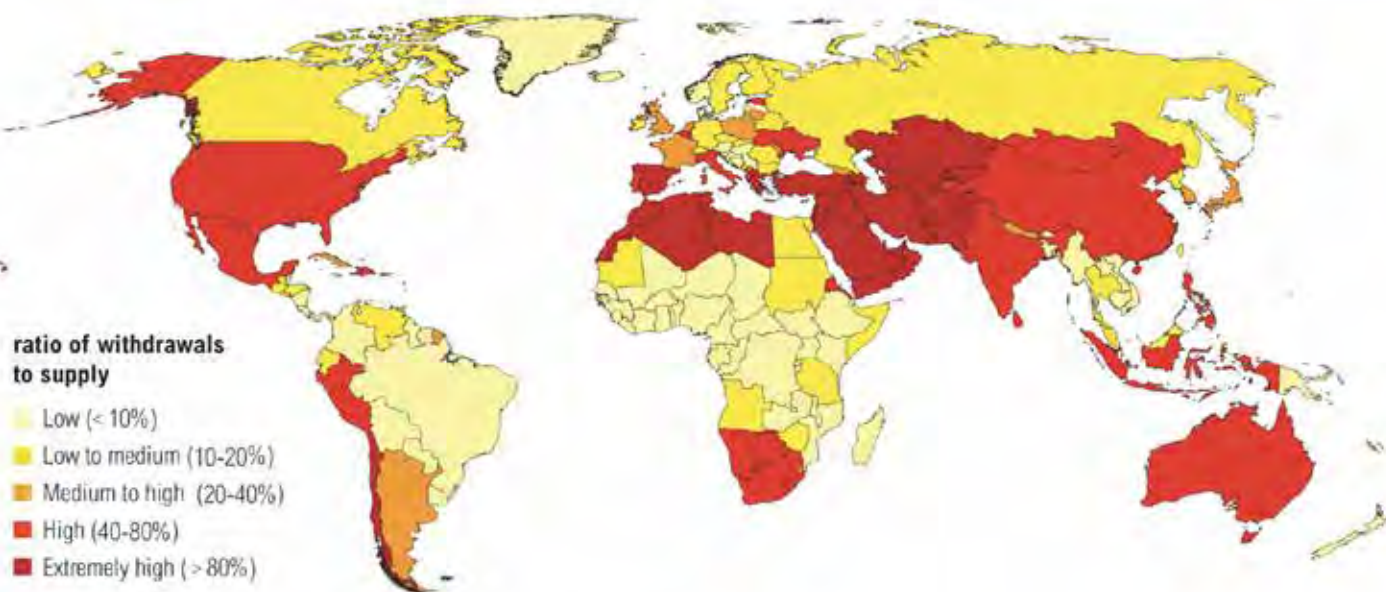 ratio of withdrawals
to supply
Low (< 10%)
Low to medium (10-20%)
Medium to high (20-40%)
High (40-80%)
Extremely high ( > 80%)